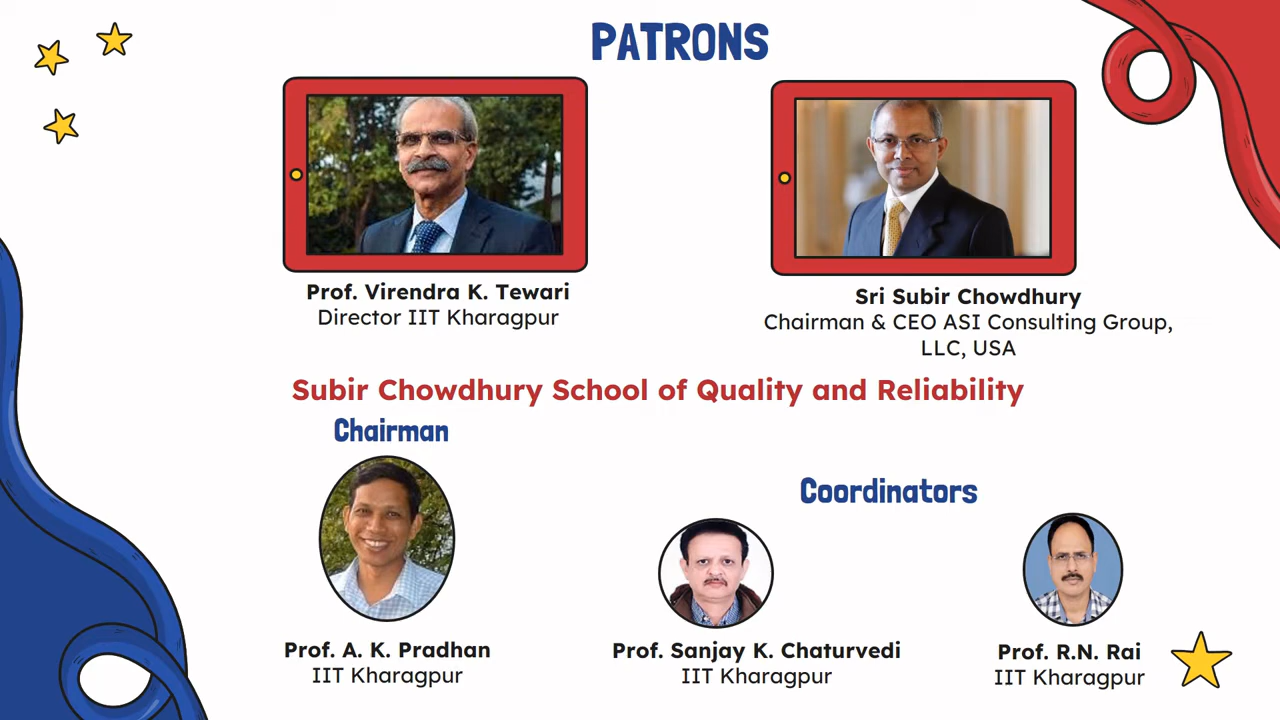 PATRONS
Prof. Virendra K. Tewari
Director IIT Kharagpur
Sri Subir Chowdhury
Chairman & CEO ASI Consulting Group,
LLC, USA
Subir Chowdhury School of Quality and Reliability
Chairman
Coordinators
Prof. A. K. Pradhan
IIT Kharagpur
Prof. Sanjay K. Chaturvedi
IIT Kharagpur
Prof. R.N. Rai
IIT Kharagpur